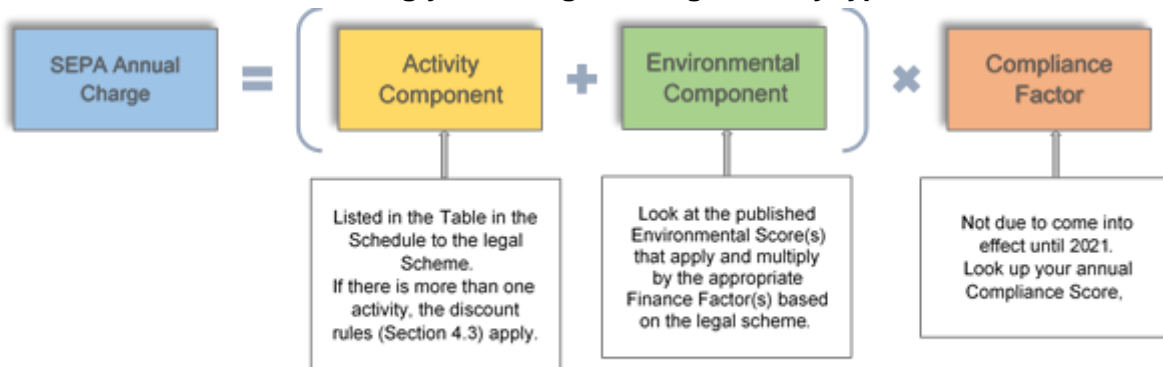 SEPA Annual
Charge
=
(
Activity
Component
+
Environmental
Component
)
×
Compliance
Factor
Listed in the Table in the
Schedule to the legal
Scheme.
If there is more than one
activity, the discount
rules (Section 4.3) apply.
Look at the published
Environmental Score(s)
that apply and multiply
by the appropriate
Finance Factor(s) based
on the legal scheme.
Not due to come into
effect until 2021.
Look up your annual
Compliance Score,